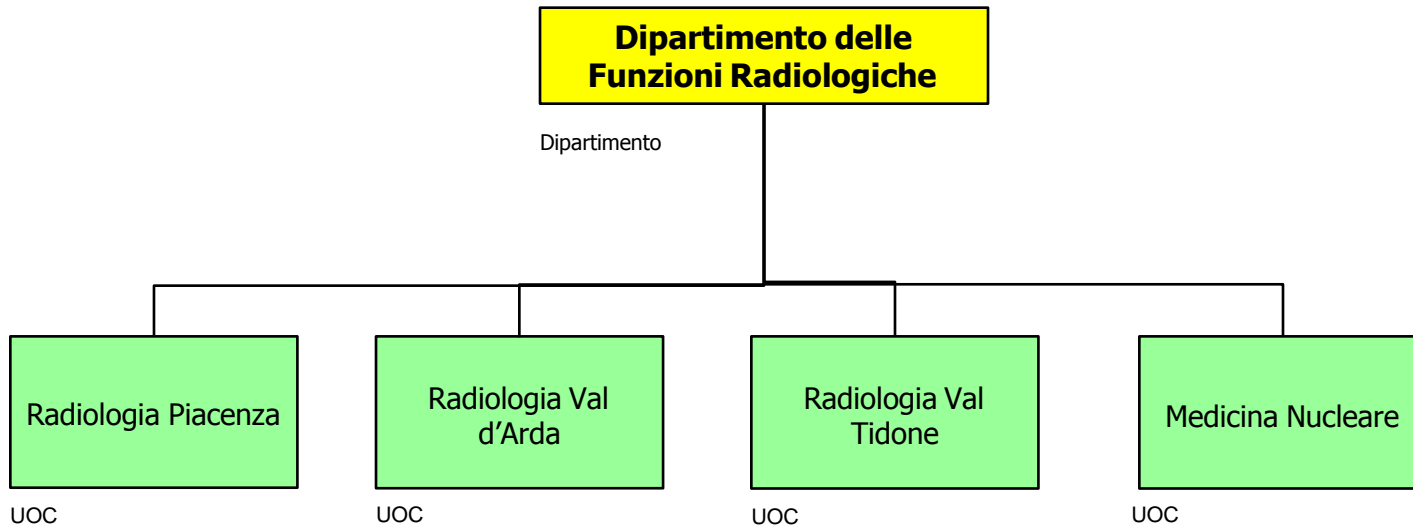 Dipartimento delle
Funzioni Radiologiche
Dipartimento
Radiologia Piacenza
Radiologia Val
d’Arda
Radiologia Val
Tidone
Medicina Nucleare
UOC
UOC
UOC
UOC